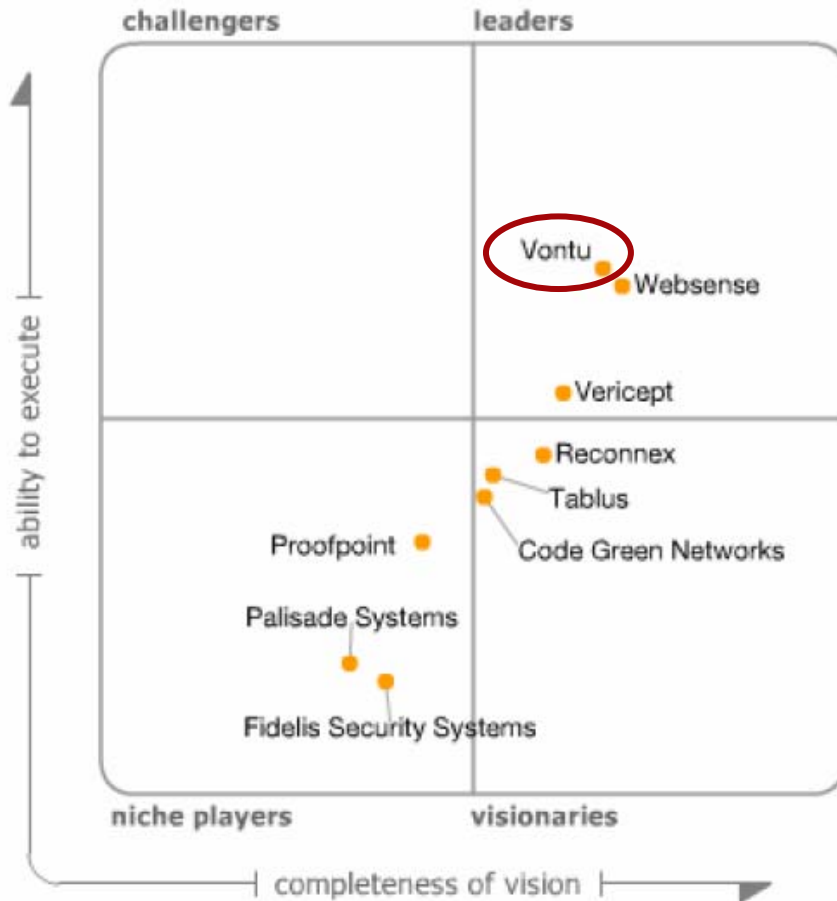 challengers
leaders
Vontu
Websense
Vericept
Reconnex
Tablus
Code Green Networks
Proofpoint
Palisade Systems
Fidelis Security Systems
niche players
visionaries
ability to execute
completeness of vision